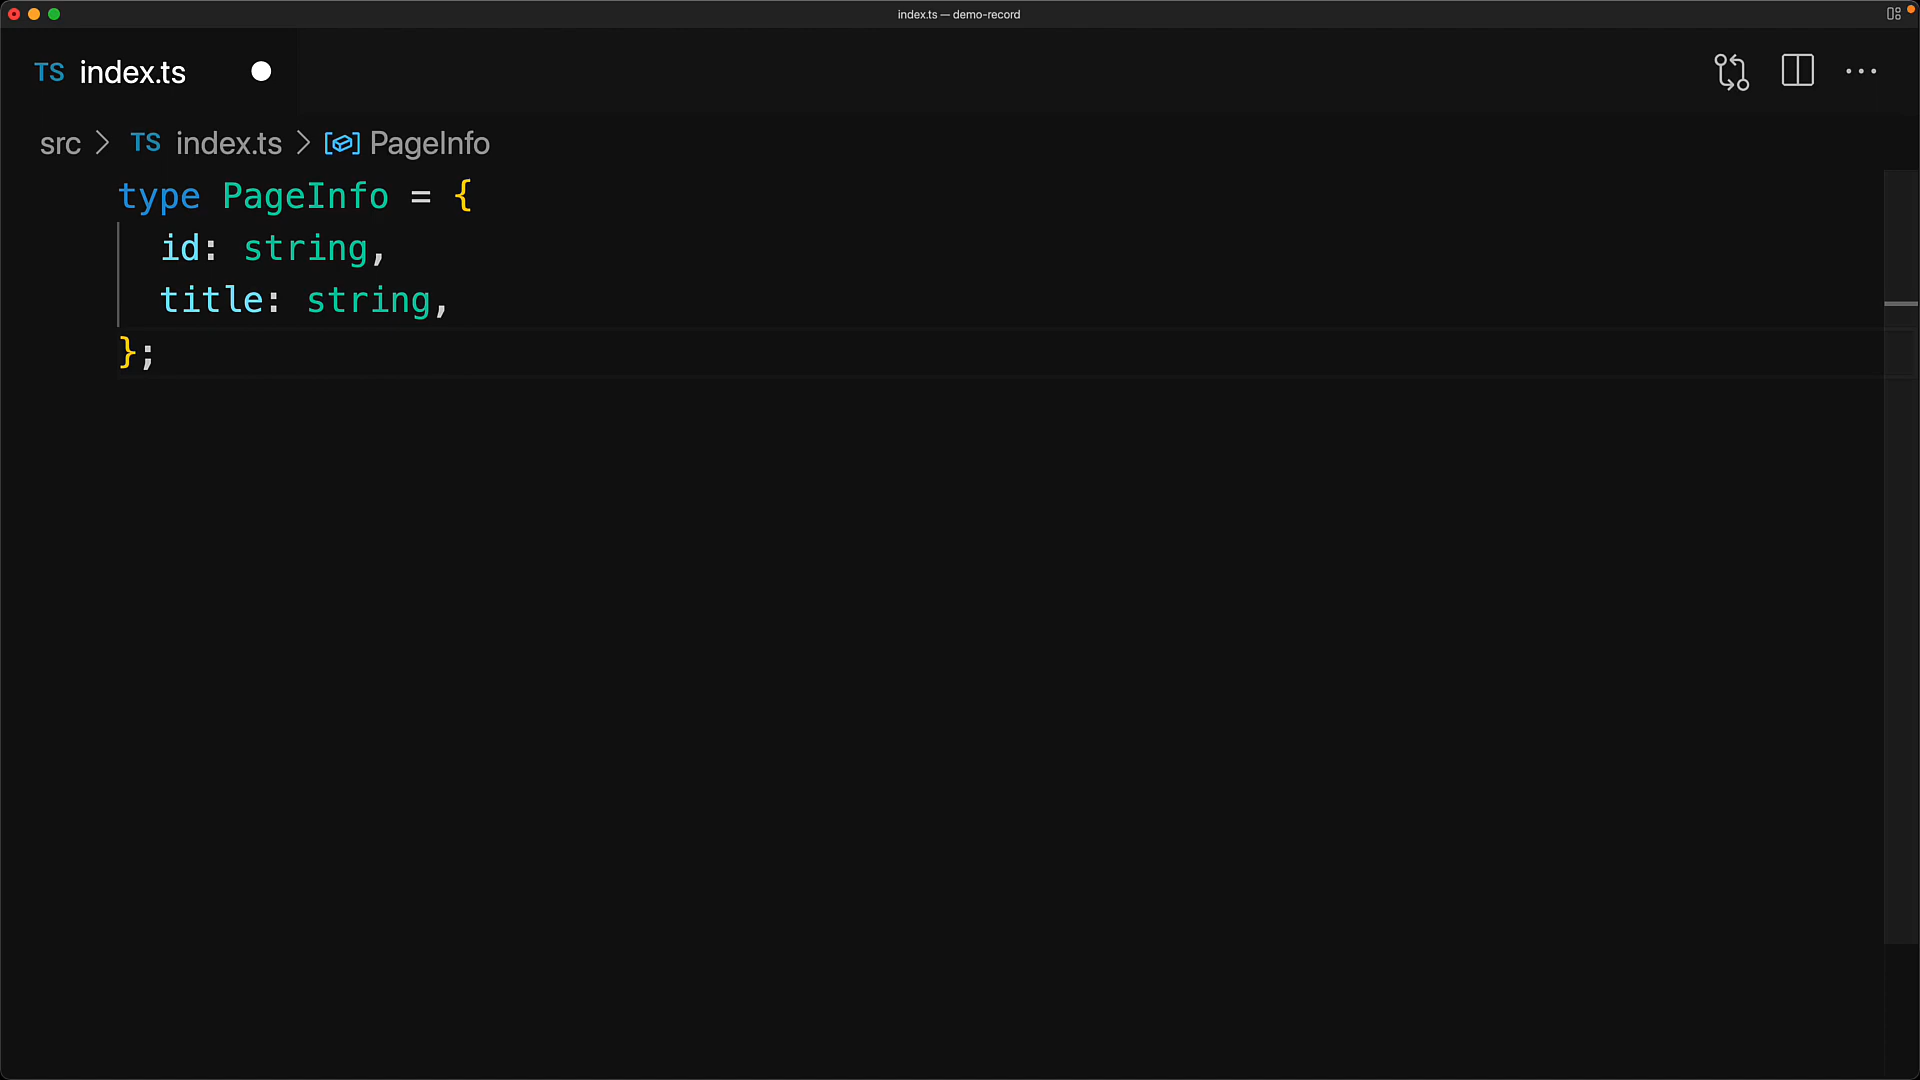 index.ts — demo-record
TS index.ts
src > TS index.ts > PageInfo
type PageInfo = {
  id: string,
  title: string,
};